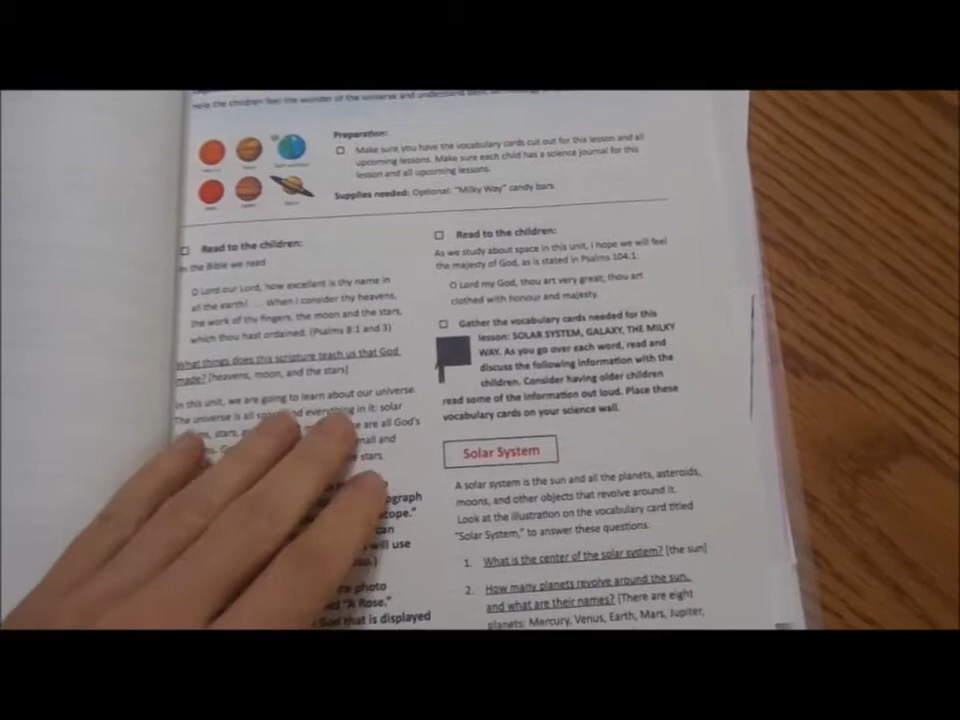 Help the children feel the wonder of the universe and understand
Preparation:
Make sure you have the vocabulary cards cut out for this lesson and all
upcoming lessons. Make sure each child has a science journal for this
lesson and all upcoming lessons.
Supplies needed: Optional: "Milky Way" candy bars.
Read to the children:
In the Bible we read
O Lord our Lord, how excellent is thy name in
all the earth! ... When I consider thy heavens,
the work of thy fingers, the moon and the stars,
which thou hast ordained. (Psalms 8:1 and 3)
What things does this scripture teach us that God
made? [heavens, moon, and the stars]
In this unit, we are going to learn about our universe.
The universe is all and everything in it: solar
stars, are all God's
small and
stars.
can
will use
photo
"A Rose."
God that is displayed
Read to the children:
As we study about space in this unit, I hope we will feel
the majesty of God, as is stated in Psalms 104:1:
O Lord my God, thou art very great; thou art
clothed with honour and majesty.
Gather the vocabulary cards needed for this
lesson: SOLAR SYSTEM, GALAXY, THE MILKY
WAY. As you go over each word, read and
discuss the following information with the
children. Consider having older children
read some of the information out loud. Place these
vocabulary cards on your science wall.
Solar System
A solar system is the sun and all the planets, asteroids,
moons, and other objects that revolve around it.
Look at the illustration on the vocabulary card titled
"Solar System," to answer these questions:
1. What is the center of the solar system? [the sun]
2. How many planets revolve around the sun,
and what are their names? [There are eight
planets: Mercury, Venus, Earth, Mars, Jupiter,